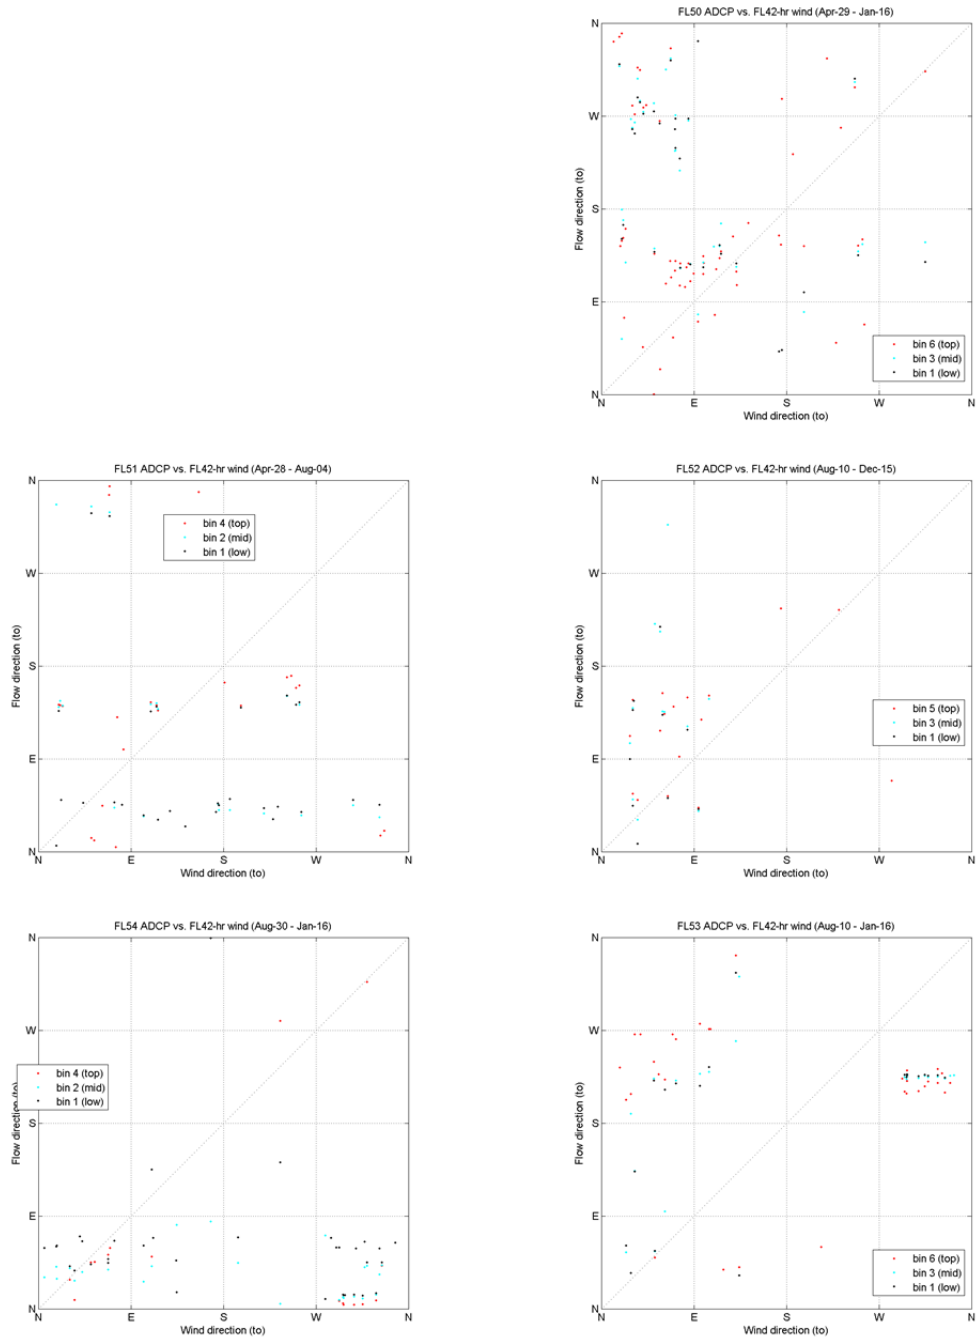 FL50 ADCP vs. FL42-hr wind (Apr-29 - Jan-16)
N
W
S
E
N
Flow direction (to)
bin 6 (top)
bin 3 (mid)
bin 1 (low)
N E S W N
Wind direction (to)
FL51 ADCP vs. FL42-hr wind (Apr-28 - Aug-04)
N
W
S
E
N
Flow direction (to)
bin 4 (top)
bin 2 (mid)
bin 1 (low)
N E S W N
Wind direction (to)
FL52 ADCP vs. FL42-hr wind (Aug-10 - Dec-15)
N
W
S
E
N
Flow direction (to)
bin 5 (top)
bin 3 (mid)
bin 1 (low)
N E S W N
Wind direction (to)
FL54 ADCP vs. FL42-hr wind (Aug-30 - Jan-16)
N
W
S
E
N
Flow direction (to)
bin 4 (top)
bin 2 (mid)
bin 1 (low)
N E S W N
Wind direction (to)
FL53 ADCP vs. FL42-hr wind (Aug-10 - Jan-16)
N
W
S
E
N
Flow direction (to)
bin 6 (top)
bin 3 (mid)
bin 1 (low)
N E S W N
Wind direction (to)